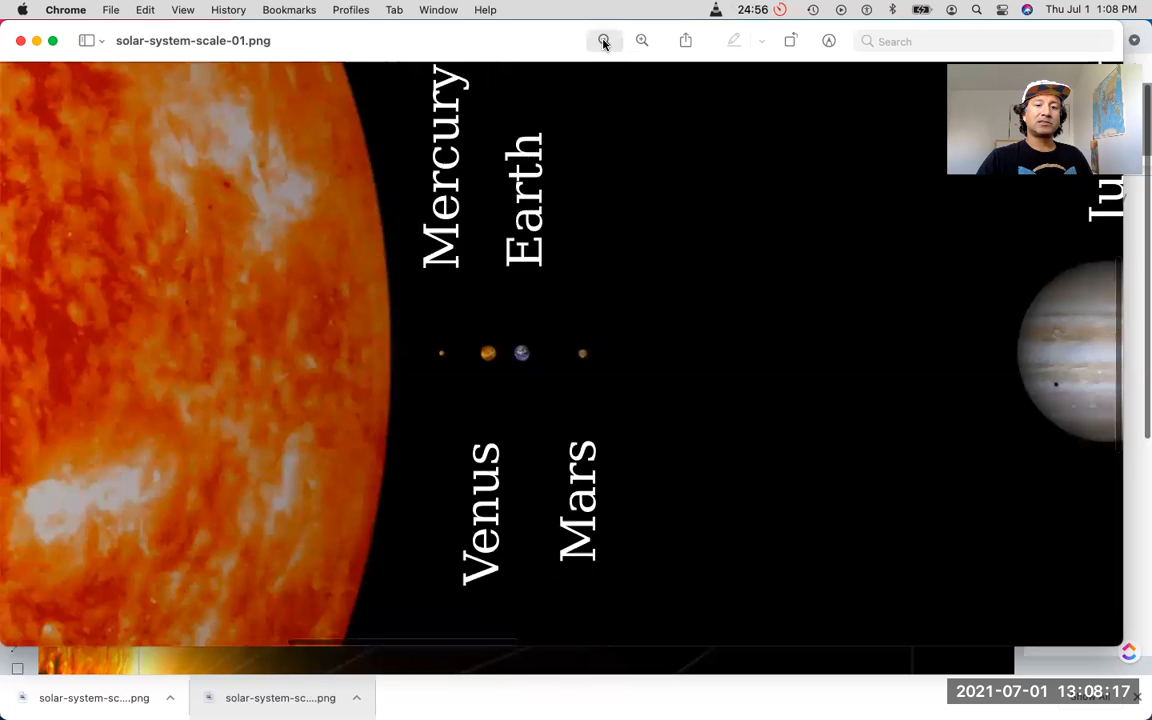 Chrome File Edit View History Bookmarks Profiles Tab Window Help 24:56 Thu Jul 1 1:08 PM
solar-system-scale-01.png
Search
Mercury
Earth
Ju
Venus
Mars
solar-system-sc....png
solar-system-sc....png
2021-07-01 13:08:17